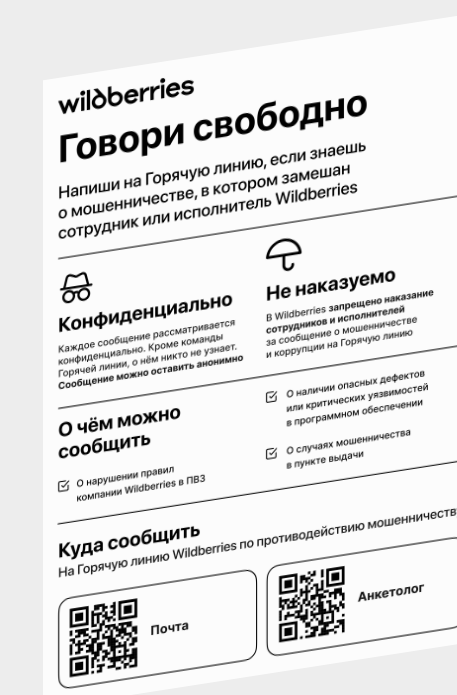 wildberries
Говори свободно
Напиши на Горячую линию, если знаешь
о мошенничестве, в котором замешан
сотрудник или исполнитель Wildberries
Конфиденциально
Каждое сообщение рассматривается
конфиденциально. Кроме команды
Горячей линии, о нём никто не узнает.
Сообщение можно оставить анонимно
Не наказуемо
В Wildberries запрещено наказание
сотрудников и исполнителей
за сообщение о мошенничестве
и коррупции на Горячую линию
О чём можно
сообщить
О нарушении правил
компании Wildberries в ПВЗ
О наличии опасных дефектов
или критических уязвимостей
в программном обеспечении
О случаях мошенничества
в пункте выдачи
Куда сообщить
На Горячую линию Wildberries по противодействию мошенничеств
Почта
Анкетолог